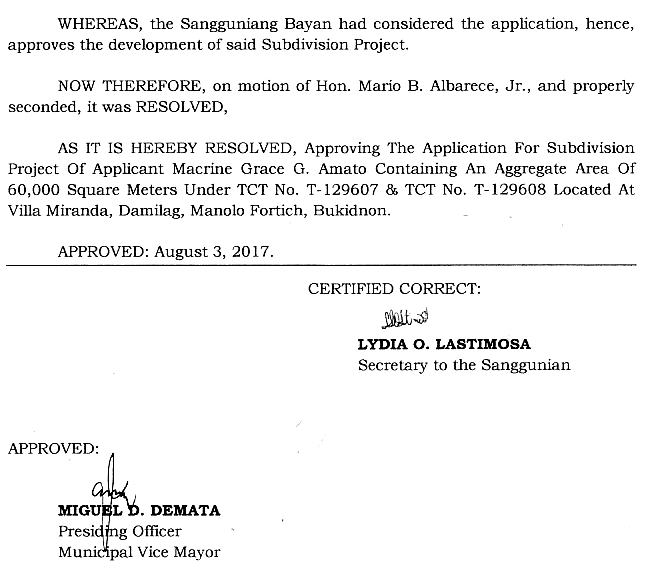 WHEREAS, the Sangguniang Bayan had considered the application, hence,
approves the development of said Subdivision Project.
NOW THEREFORE, on motion of Hon. Mario B. Albarece, Jr., and properly
seconded, it was RESOLVED,
AS IT IS HEREBY RESOLVED, Approving The Application For Subdivision
Project Of Applicant Macrine Grace G. Amato Containing An Aggregate Area Of
60,000 Square Meters Under TCT No. T-129607 & TCT No. T-129608 Located At
Villa Miranda, Damilag, Manolo Fortich, Bukidnon.
APPROVED: August 3, 2017.
CERTIFIED CORRECT:
LYDIA O. LASTIMOSA
Secretary to the Sanggunian
APPROVED:
MIGUEL D. DEMATA
Presiding Officer
Municipal Vice Mayor